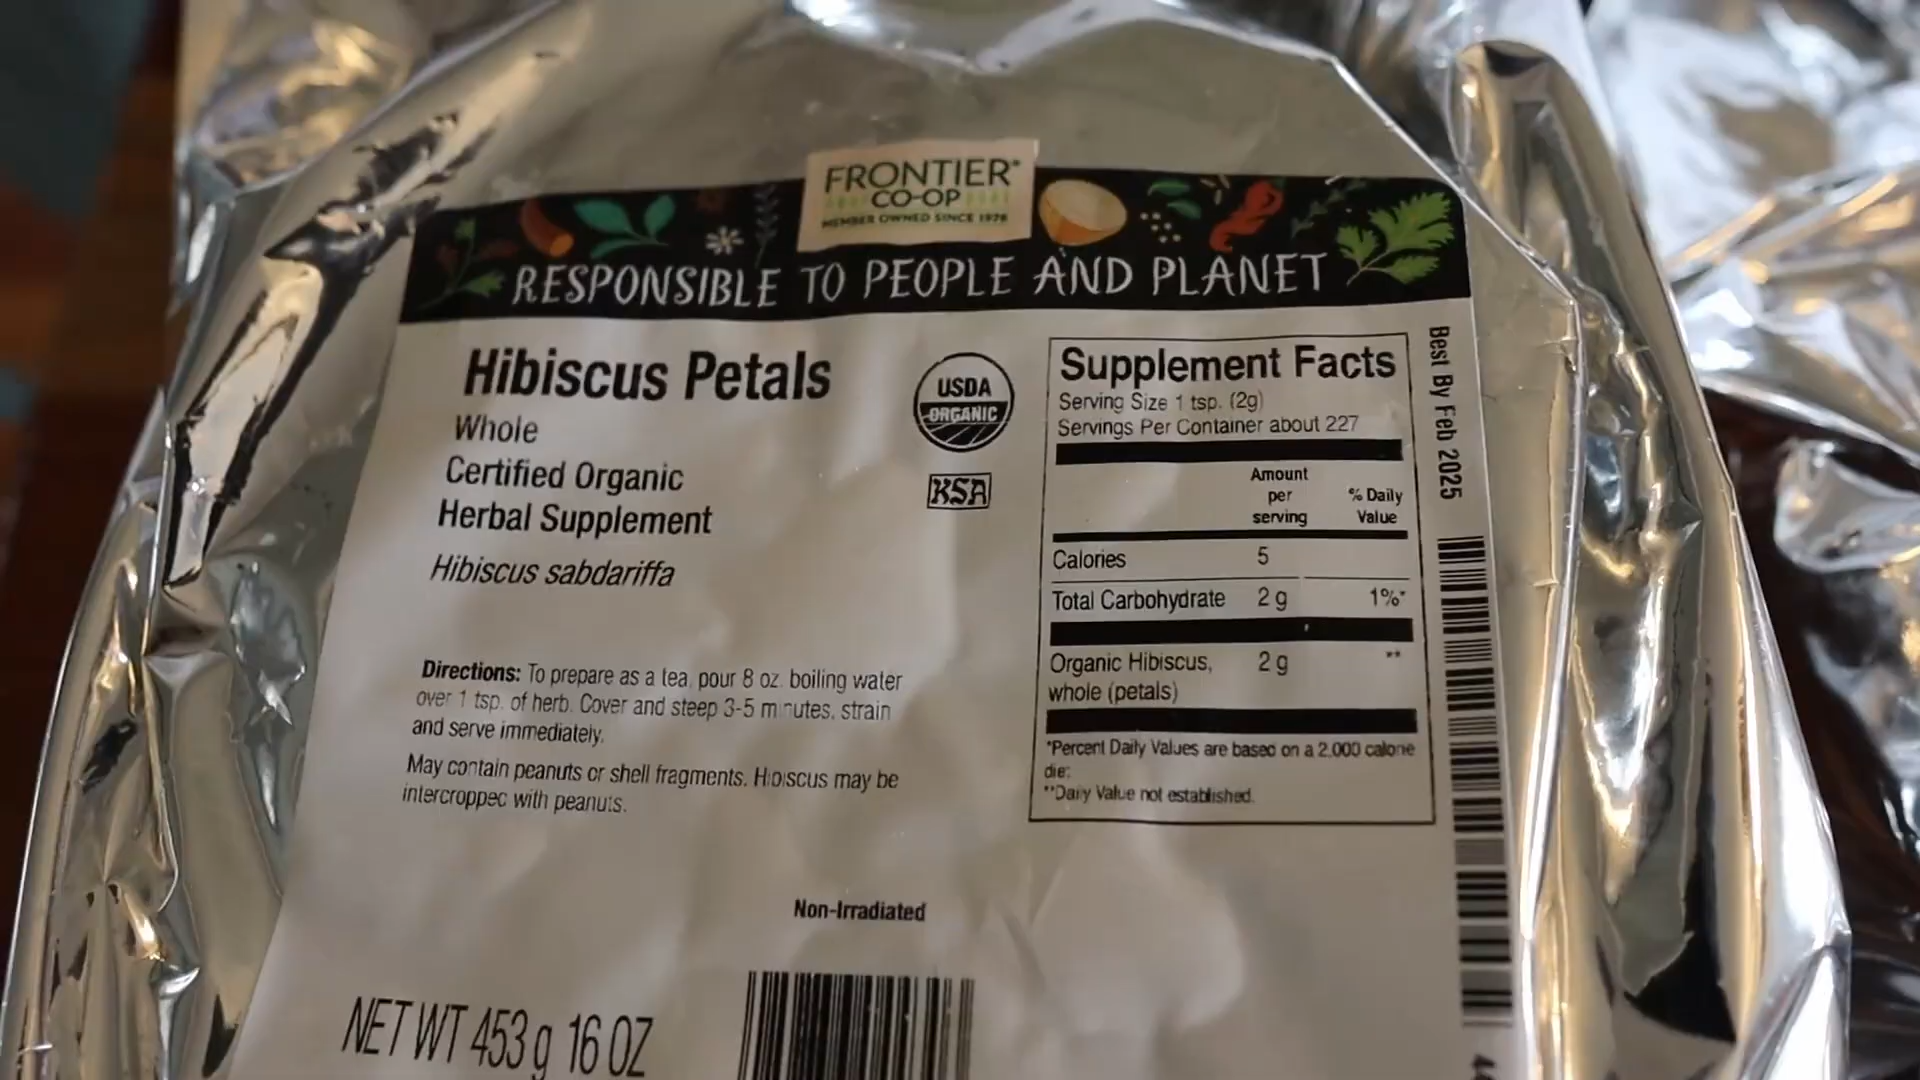 FRONTIER®
CO-OP
MEMBER OWNED SINCE 1976
RESPONSIBLE TO PEOPLE AND PLANET
Hibiscus Petals
Whole
Certified Organic
Herbal Supplement
Hibiscus sabdariffa
USDA
ORGANIC
KSA
Directions: To prepare as a tea, pour 8 oz. boiling water
over 1 tsp. of herb. Cover and steep 3-5 minutes, strain
and serve immediately.
May contain peanuts or shell fragments. Hibiscus may be
intercropped with peanuts.
Non-Irradiated
NET WT 453 g 16 OZ
Supplement Facts
Serving Size 1 tsp. (2g)
Servings Per Container about 227
Amount
per
serving
% Daily
Value
Calories 5
Total Carbohydrate 2 g 1%*
Organic Hibiscus, 2 g **
whole (petals)
*Percent Daily Values are based on a 2,000 calorie
diet.
**Daily Value not established.
Best By Feb 2025